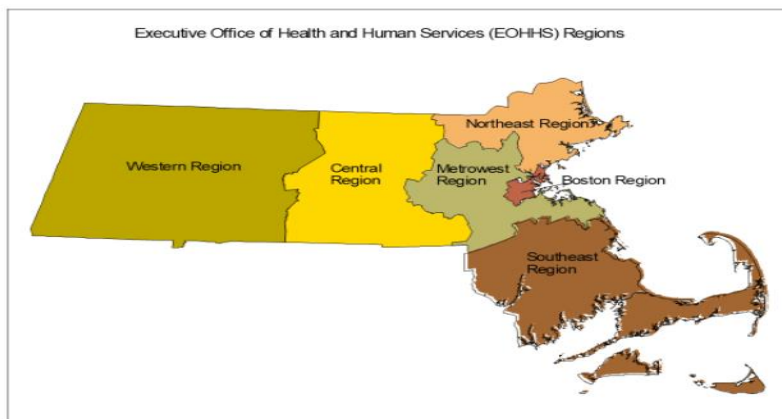 Executive Office of Health and Human Services (EOHHS) Regions
Northeast Region
Western Region
Central
Region
Metrowest
Region
Boston Region
Southeast
Region